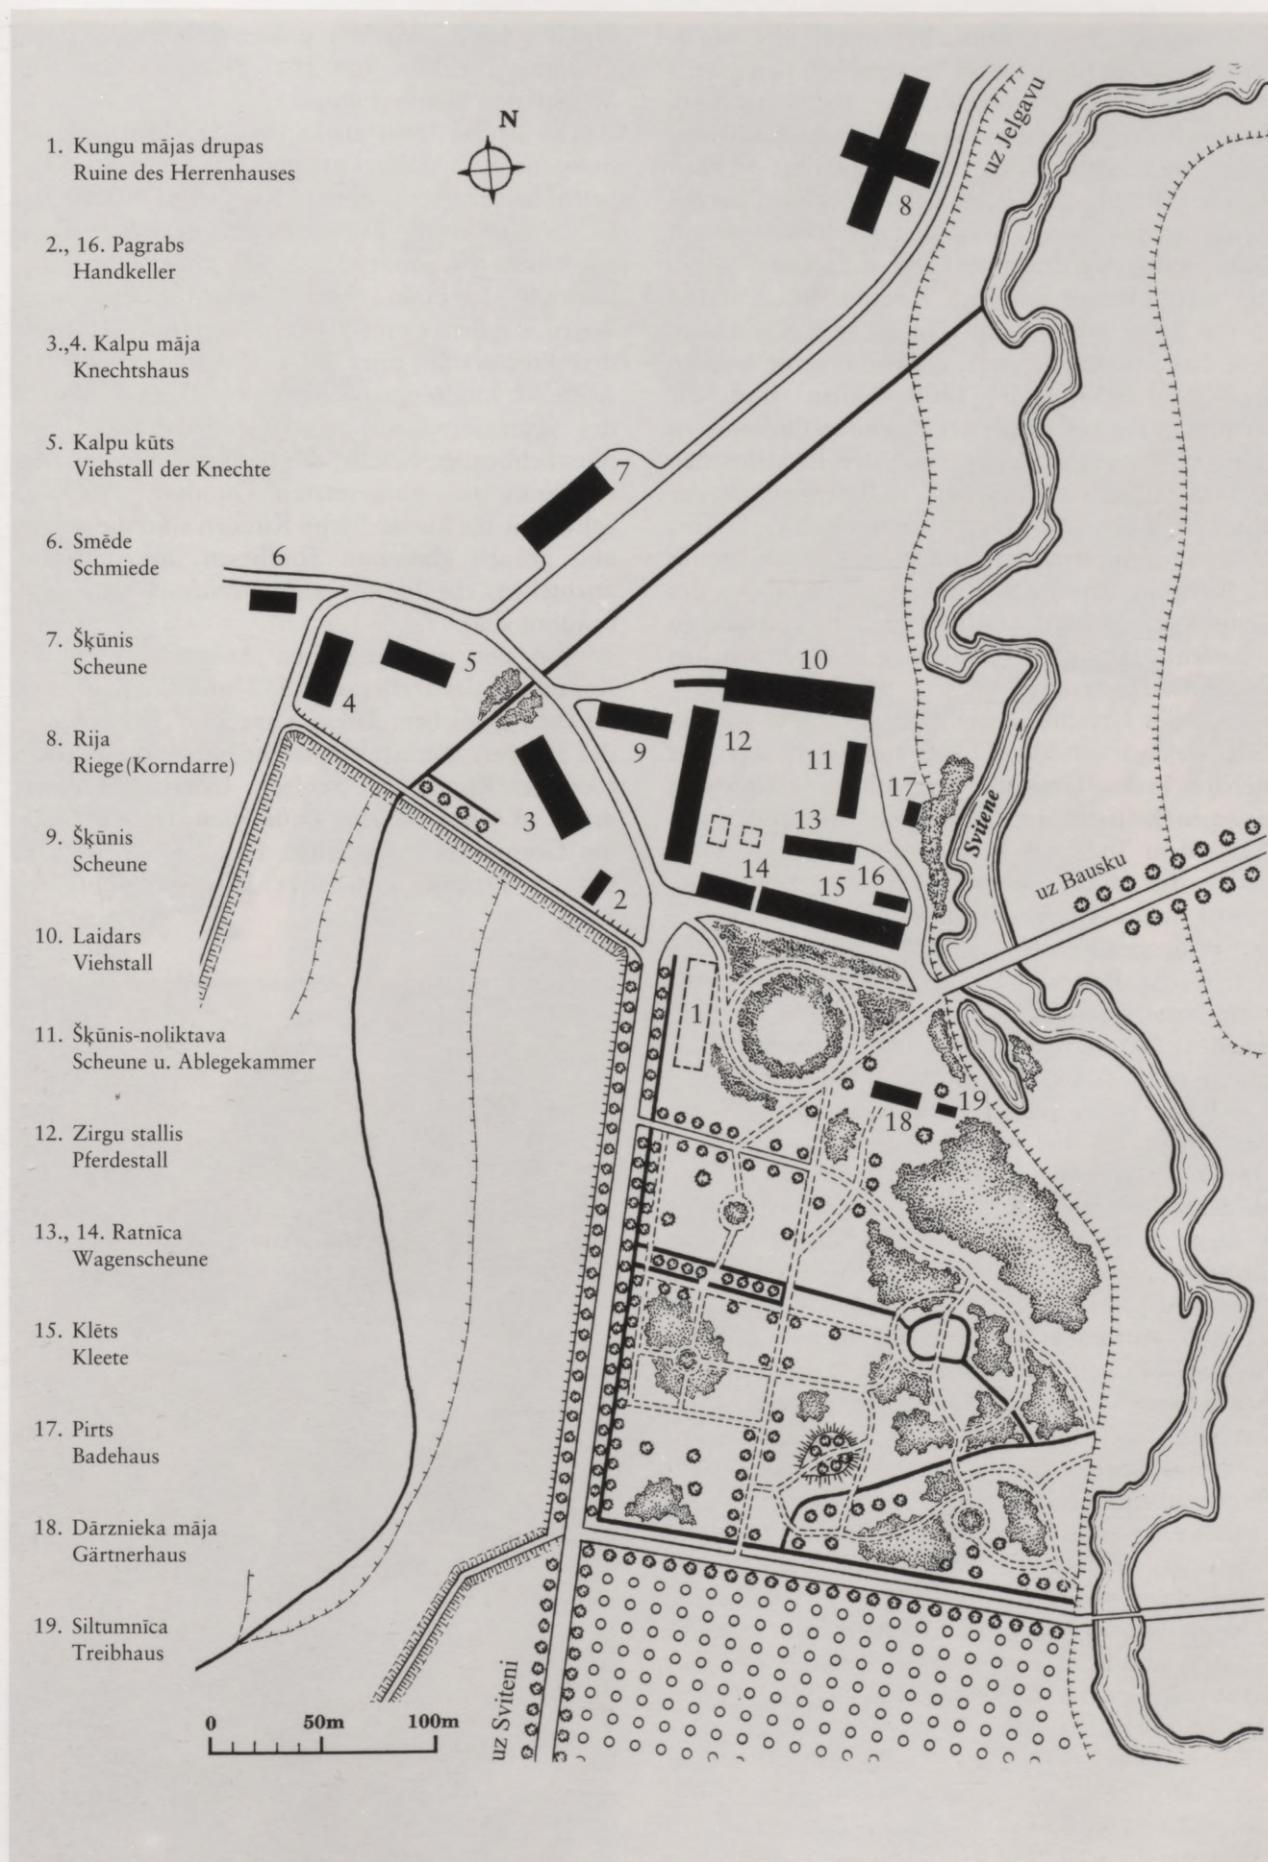 1. Kungu mājas drupas
Ruine des Herrenhauses
2., 16. Pagrabs
Handkeller
3.,4. Kalpu māja
Knechtshaus
5. Kalpu kūts
Viehstall der Knechte
6. Smēde
Schmiede
7. Šķūnis
Scheune
8. Rija
Riege (Korndarre)
9. Šķūnis
Scheune
10. Laidars
Viehstall
11. Šķūnis-noliktava
Scheune u. Ablegekammer
12. Zirgu stallis
Pferdestall
13., 14. Ratnīca
Wagenscheune
15. Klēts
Kleete
17. Pirts
Badehaus
18. Dārznieka māja
Gärtnerhaus
19. Siltumnīca
Treibhaus
N
uz Jelgavu
8
7
6
5
4
10
9
12
11
17
3
13
14
15
16
2
Svitene
uz Bausku
1
18
19
uz Sviteni
0 50m 100m